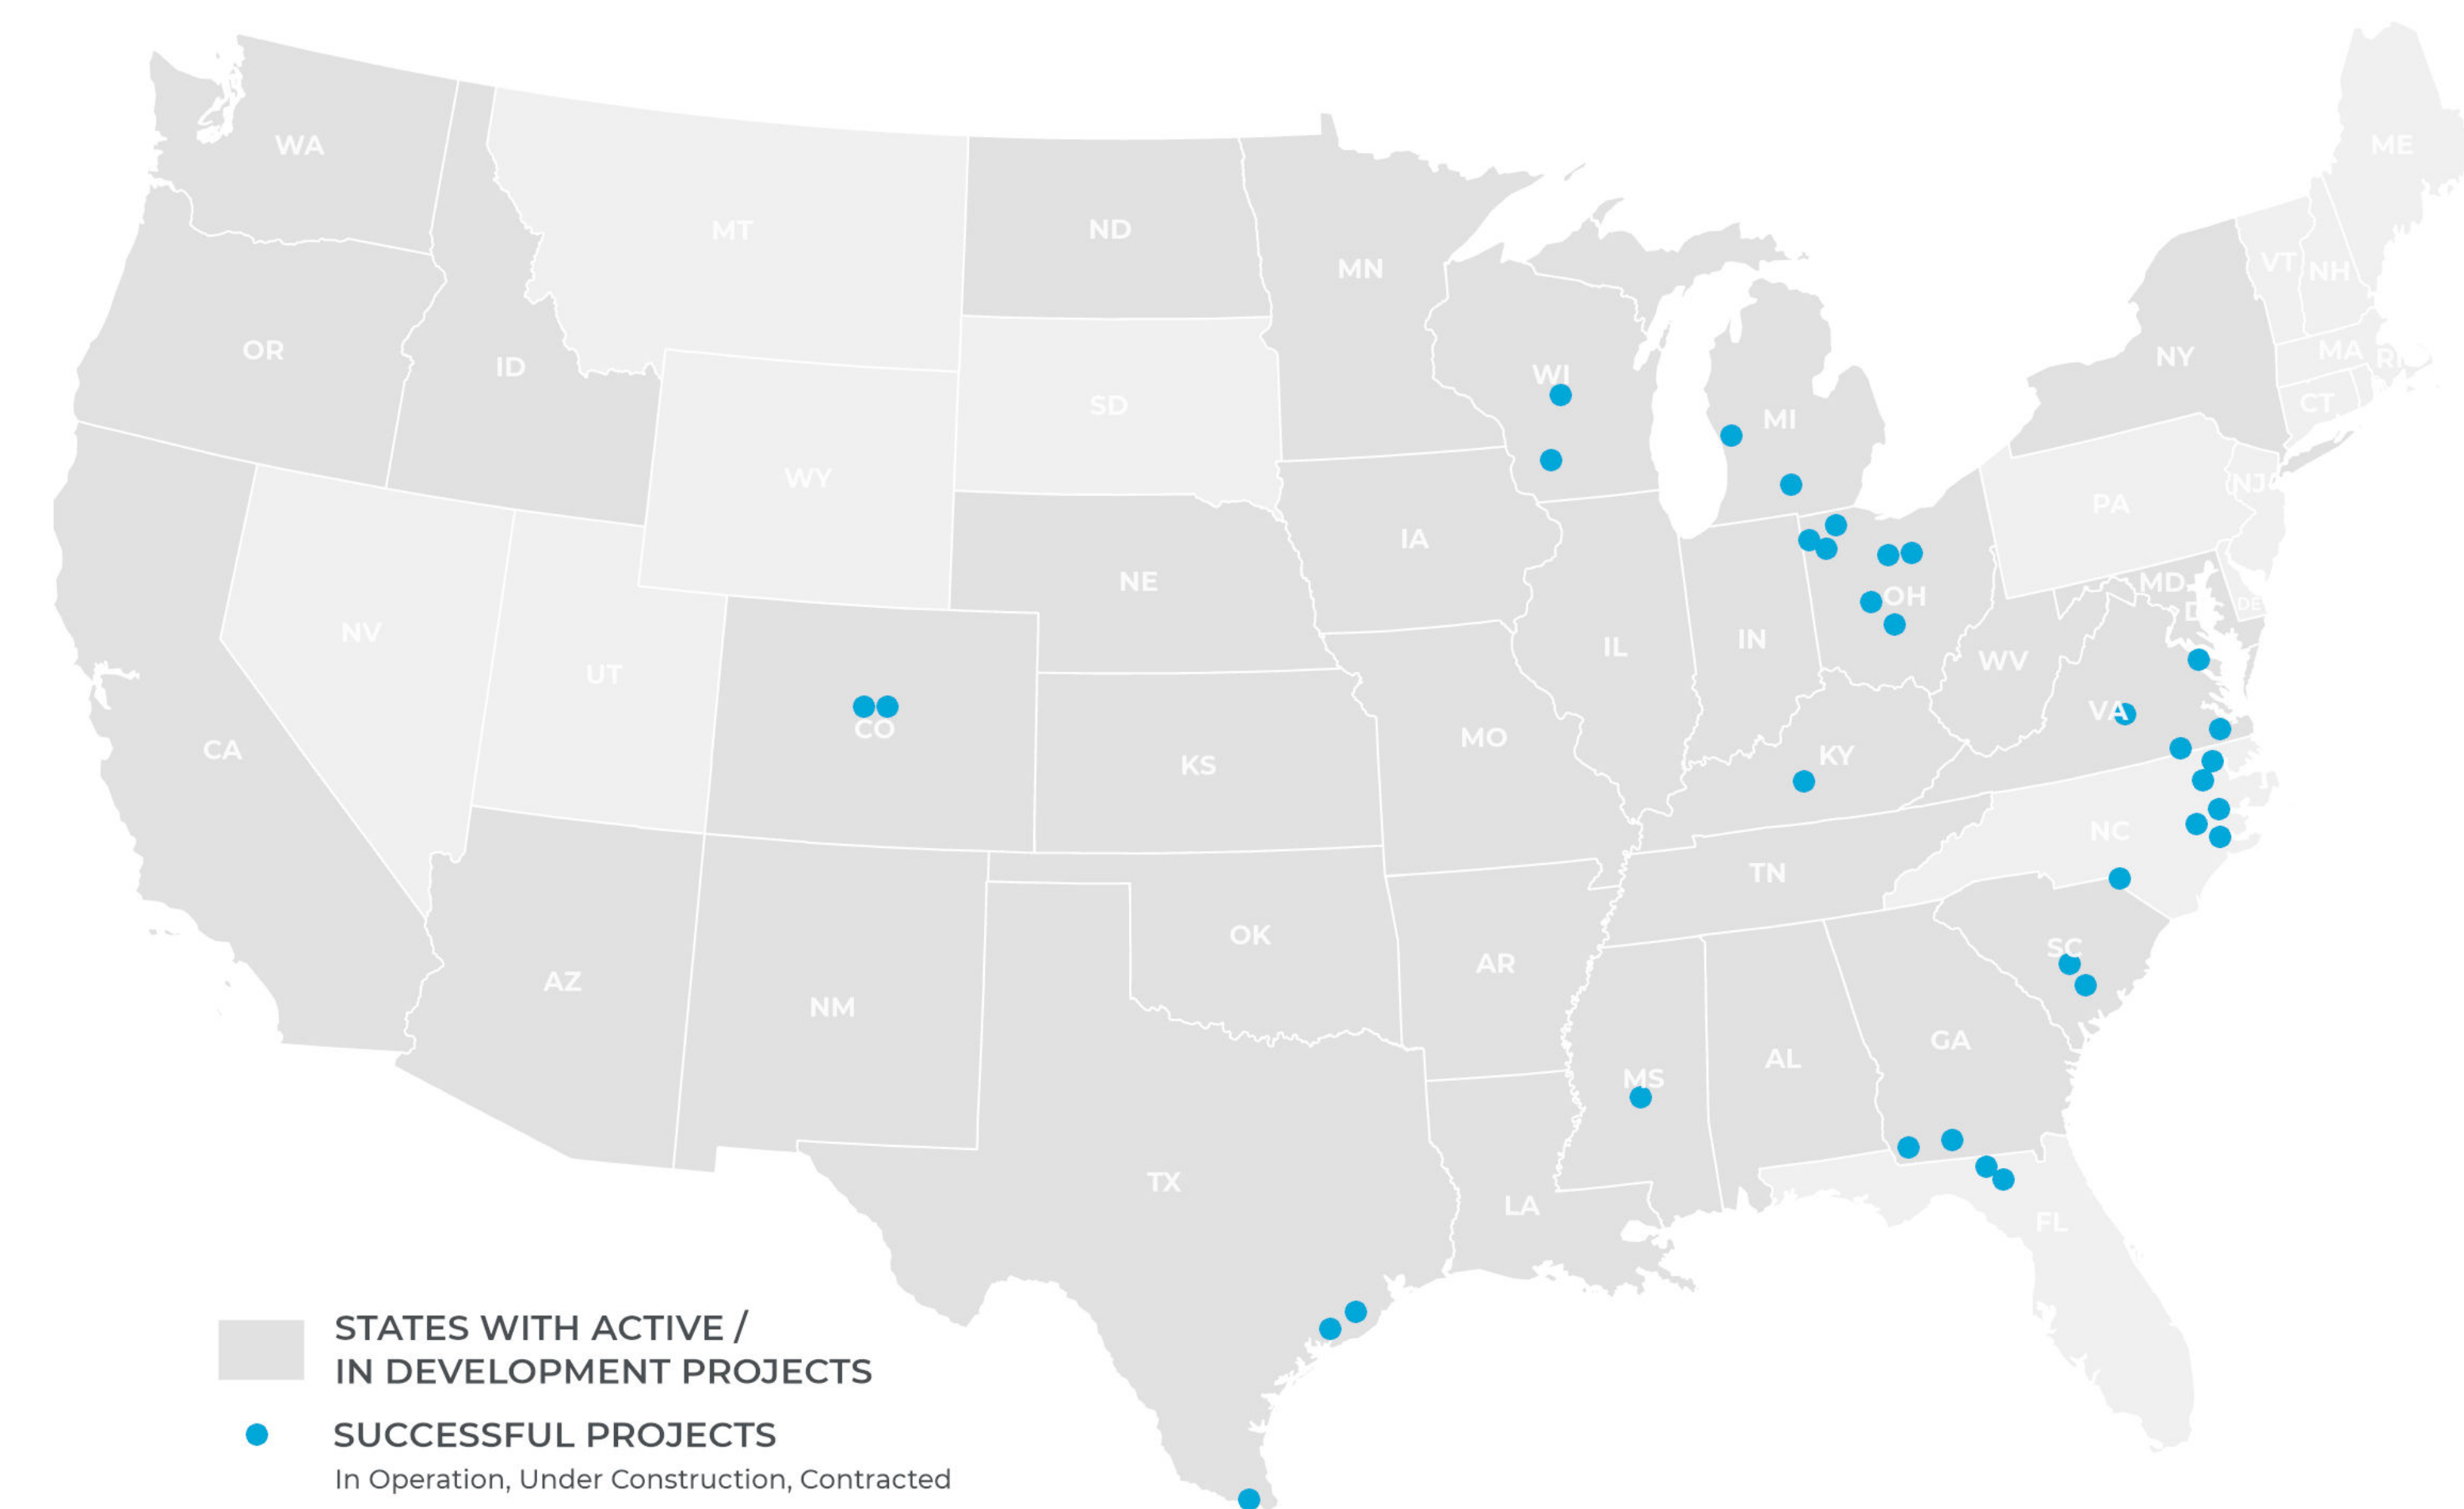 WA
ME
MT
ND
VT
NH
MN
OR
NY
MA
ID
WI
CT
SD
MI
WY
NJ
PA
IA
NE
MD
OH
DE
NV
IN
IL
WV
UT
VA
CO
CA
MO
KY
KS
NC
TN
OK
SC
AR
AZ
NM
GA
AL
MS
TX
LA
FL
STATES WITH ACTIVE /
IN DEVELOPMENT PROJECTS
SUCCESSFUL PROJECTS
In Operation, Under Construction, Contracted